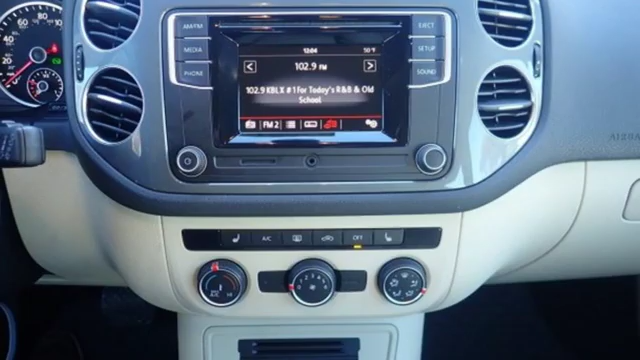 AM/FM
MEDIA
PHONE
EJECT
SETUP
SOUND
12:04 50°F
102.9 FM
102.9 KBLX #1 For Today's R&B & Old
School
FM 2
A/C OFF